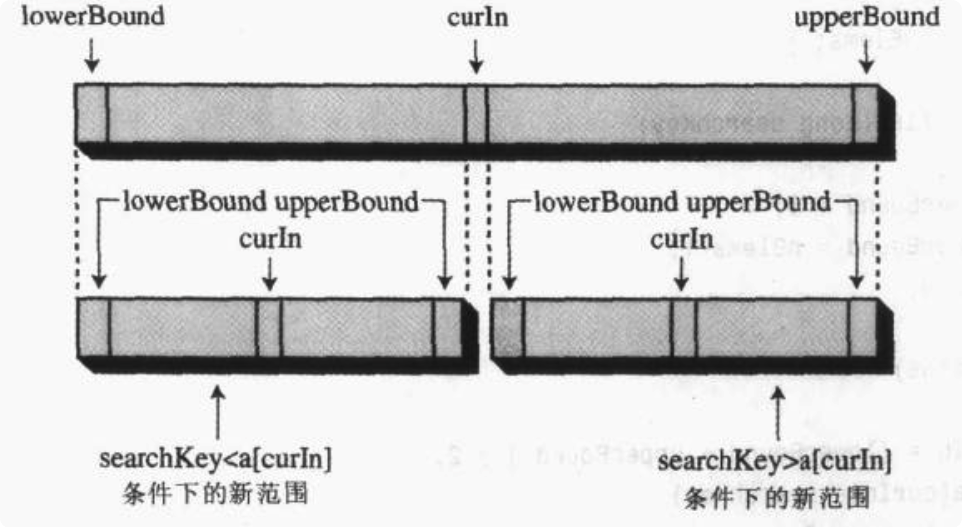 lowerBound curIn upperBound
lowerBound upperBound lowerBound upperBound
curIn curIn
searchKey<a[curIn] searchKey>a[curIn]
条件下的新范围 条件下的新范围